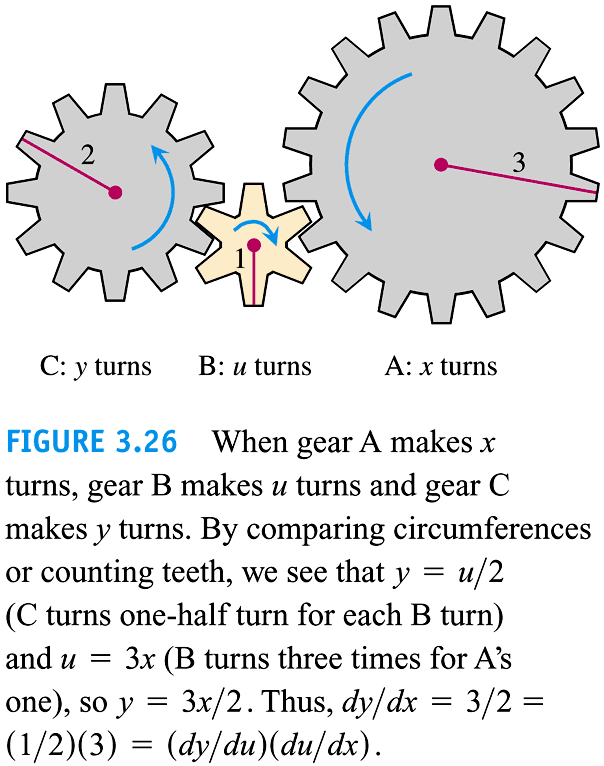 2
3
1
C: y turns
B: u turns
A: x turns
FIGURE 3.26 When gear A makes x
turns, gear B makes u turns and gear C
makes y turns. By comparing circumferences
or counting teeth, we see that y = u/2
(C turns one-half turn for each B turn)
and u = 3x (B turns three times for A’s
one), so y = 3x/2. Thus, dy/dx = 3/2 =
(1/2)(3) = (dy/du)(du/dx).